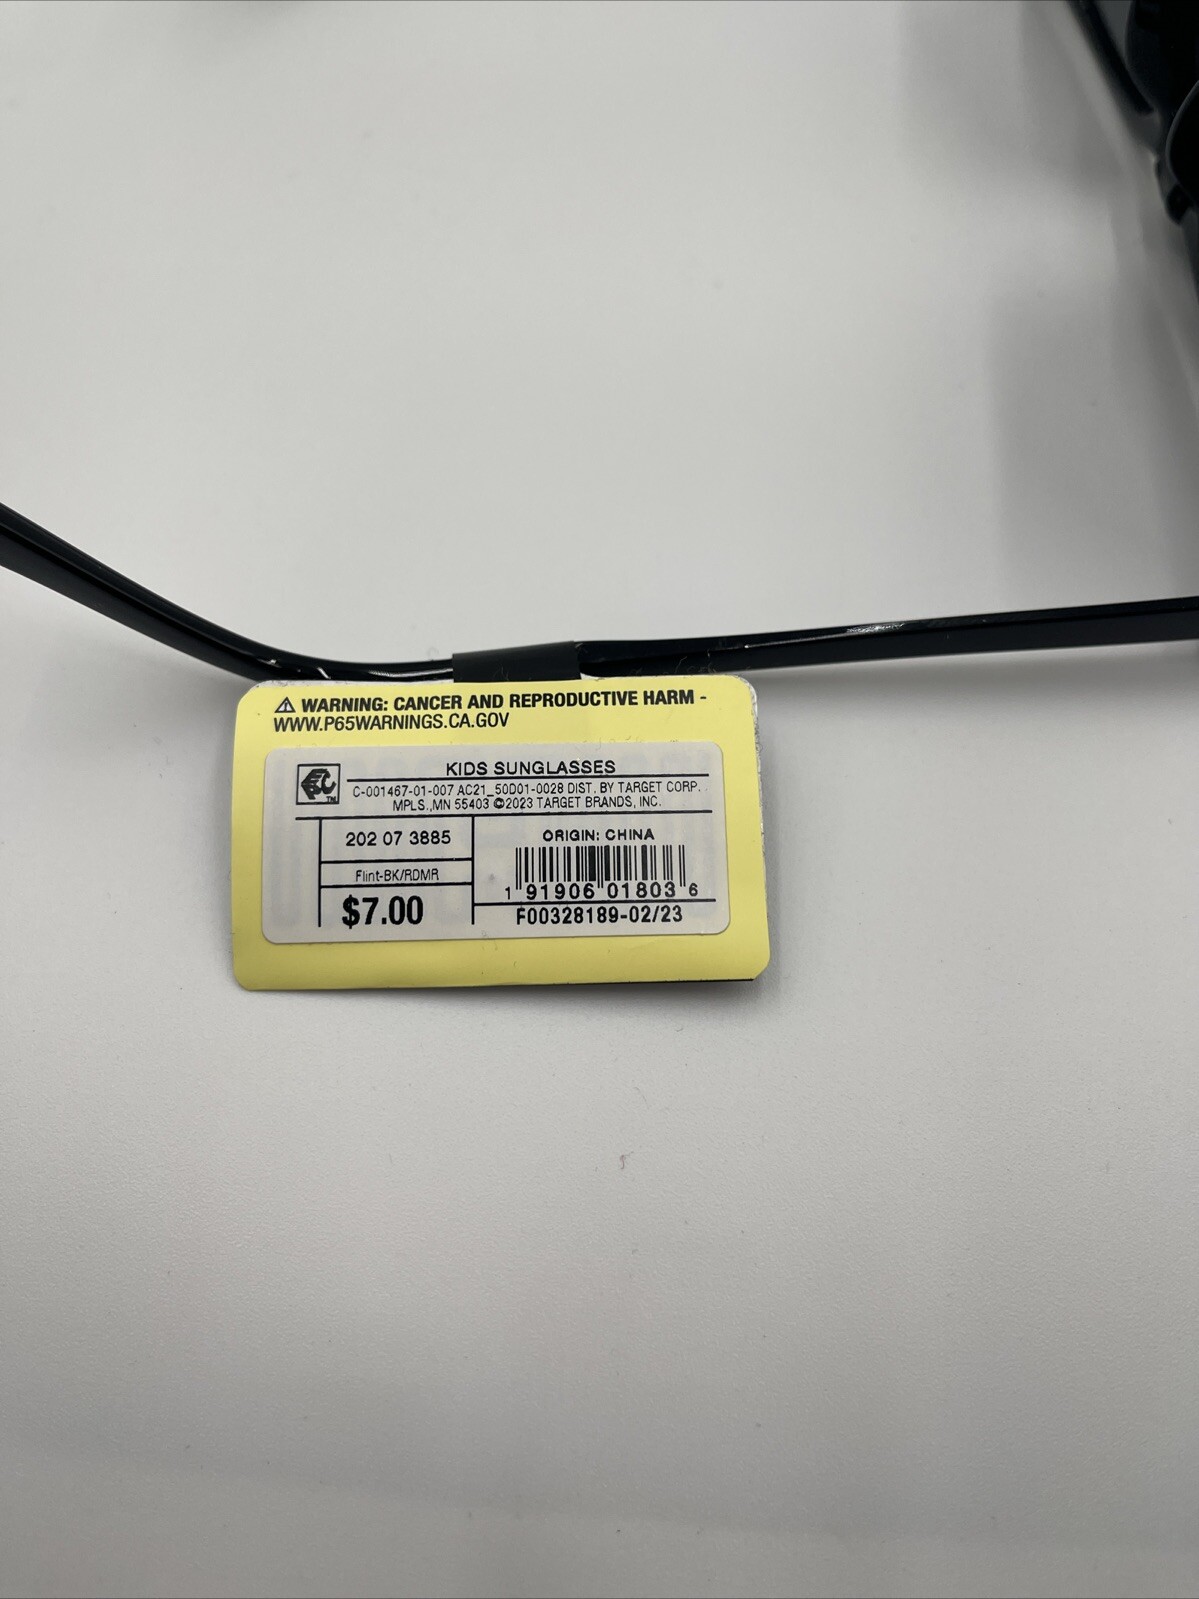 ⚠ WARNING: CANCER AND REPRODUCTIVE HARM -
WWW.P65WARNINGS.CA.GOV
KIDS SUNGLASSES
C-001467-01-007 AC21_50D01-0028 DIST. BY TARGET CORP.
MPLS.,MN 55403 ©2023 TARGET BRANDS, INC.
TM
202 07 3885
Flint-BK/RDMR
$7.00
ORIGIN: CHINA
1 91906 01803 6
F00328189-02/23